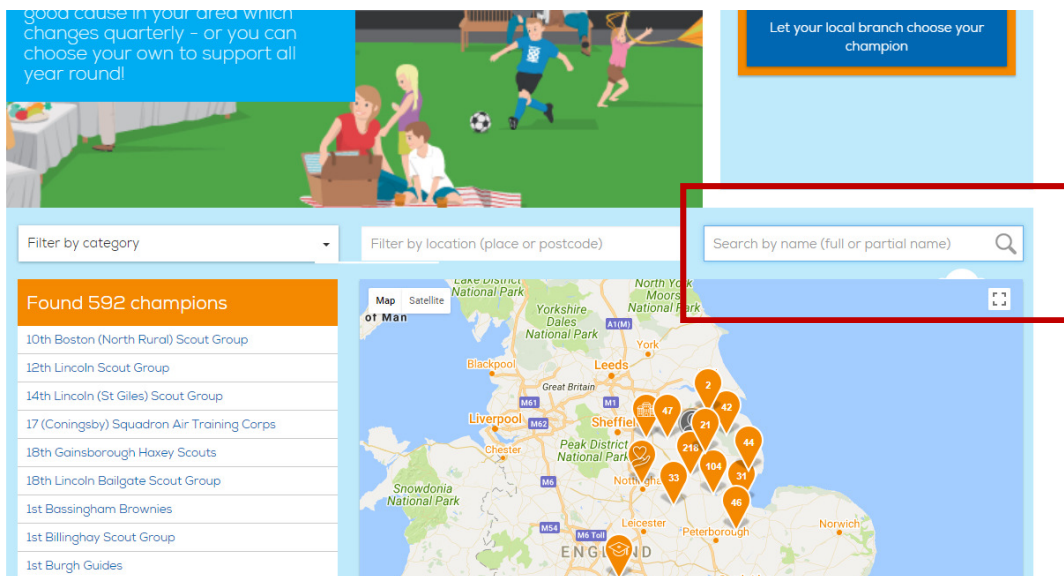 good cause in your area which
changes quarterly - or you can
choose your own to support all
year round!
Let your local branch choose your
champion
Filter by category
Filter by location (place or postcode)
Search by name (full or partial name)
Found 592 champions
10th Boston (North Rural) Scout Group
12th Lincoln Scout Group
14th Lincoln (St Giles) Scout Group
17 (Coningsby) Squadron Air Training Corps
18th Gainsborough Haxey Scouts
18th Lincoln Bailgate Scout Group
1st Bassingham Brownies
1st Billinghay Scout Group
1st Burgh Guides
Map
Satellite
of Man
Lake District
National Park
North York
Moors
National Park
Yorkshire
Dales
National Park
A1(M)
York
Blackpool
Leeds
Great Britain
M61
M1
2
47
42
Liverpool
M62
21
Chester
Peak District
National Park
218
44
104
31
33
M6
46
Snowdonia
National Park
M54
M6 Toll
Leicester
Peterborough
Norwich